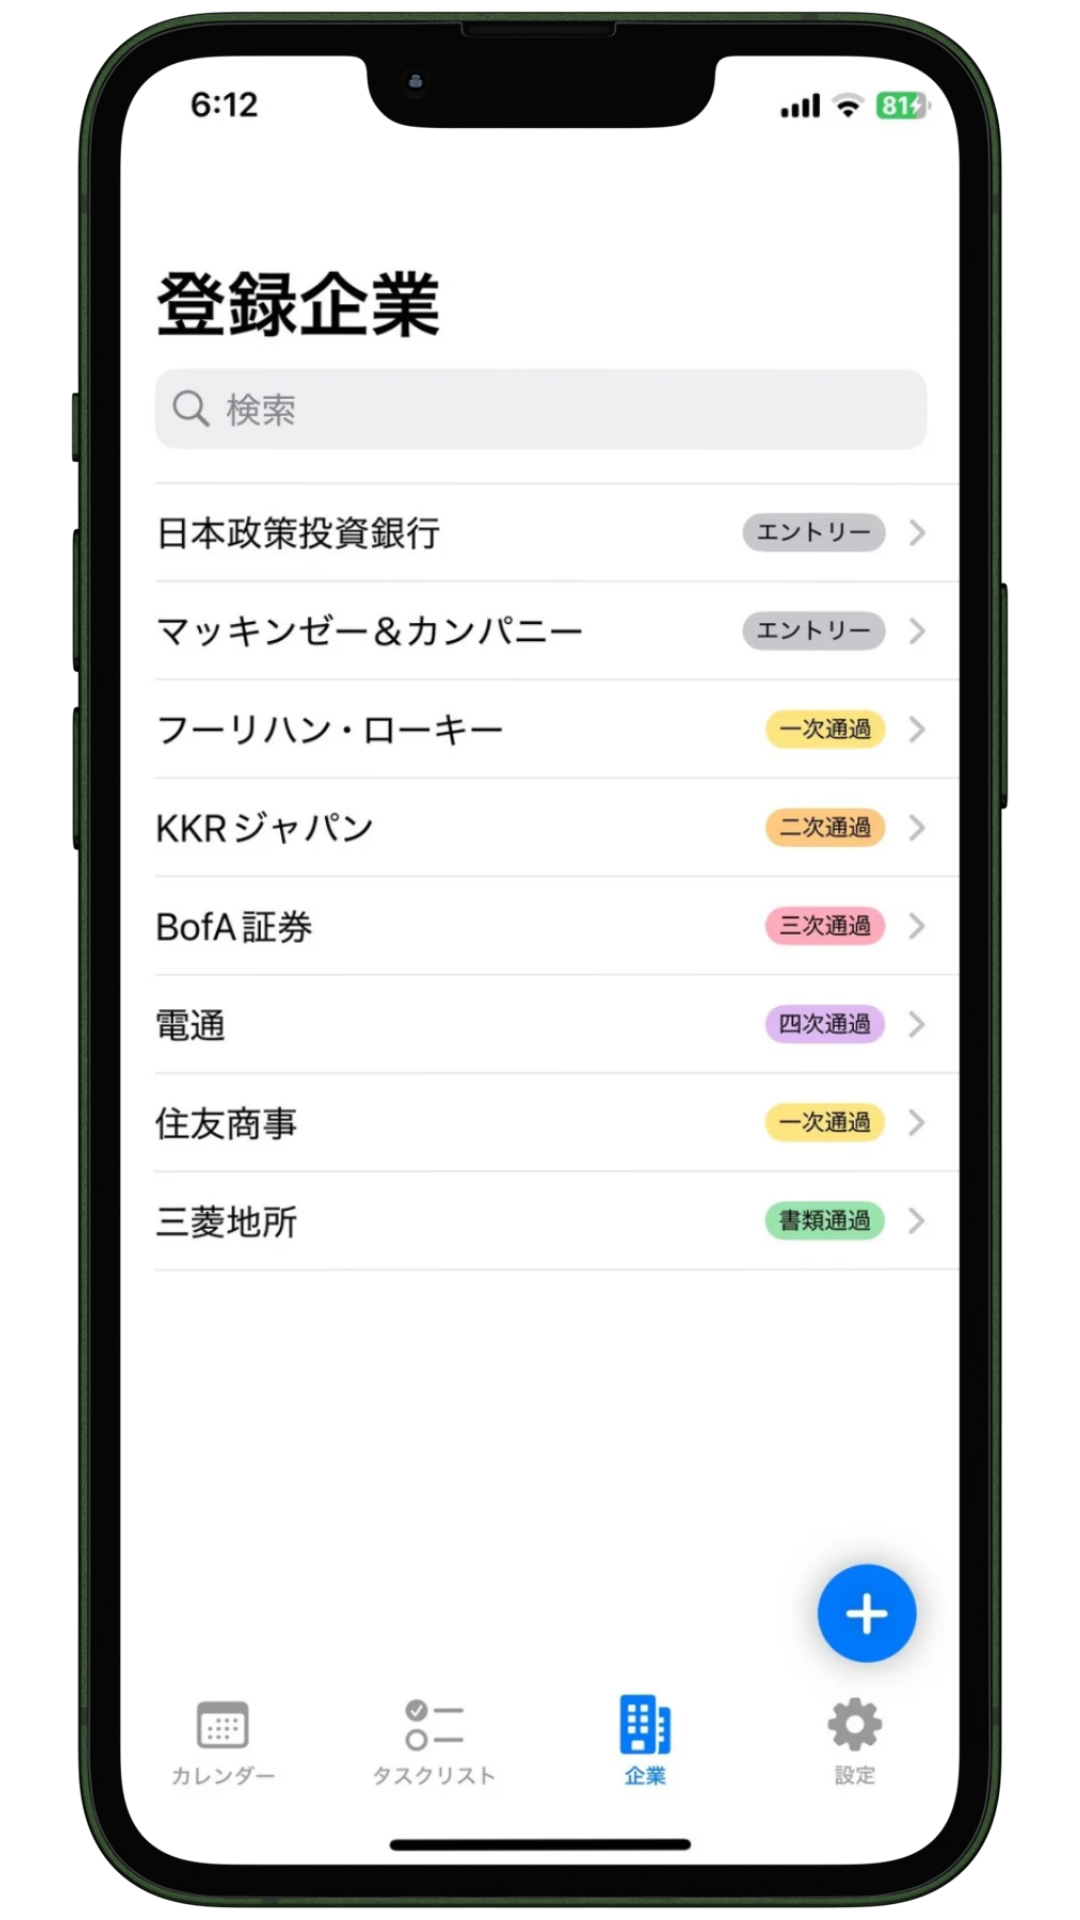 6:12
81
登録企業
検索
日本政策投資銀行 エントリー
マッキンゼー＆カンパニー エントリー
フーリハン・ローキー 一次通過
KKRジャパン 二次通過
BofA証券 三次通過
電通 四次通過
住友商事 一次通過
三菱地所 書類通過
カレンダー タスクリスト 企業 設定